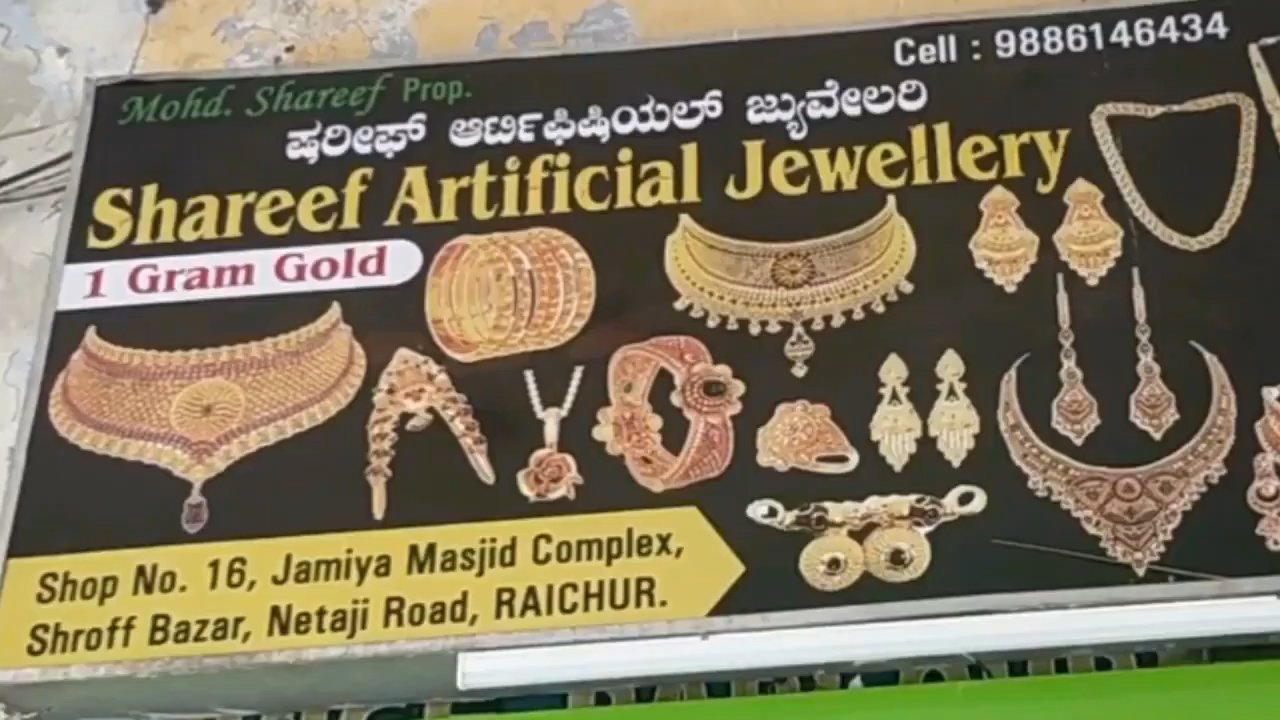 Cell : 9886146434
Mohd. Shareef Prop.
ಷರೀಫ್ ಆರ್ಟಿಫಿಷಿಯಲ್ ಜ್ಯುವೇಲರಿ
Shareef Artificial Jewellery
1 Gram Gold
Shop No. 16, Jamiya Masjid Complex,
Shroff Bazar, Netaji Road, RAICHUR.